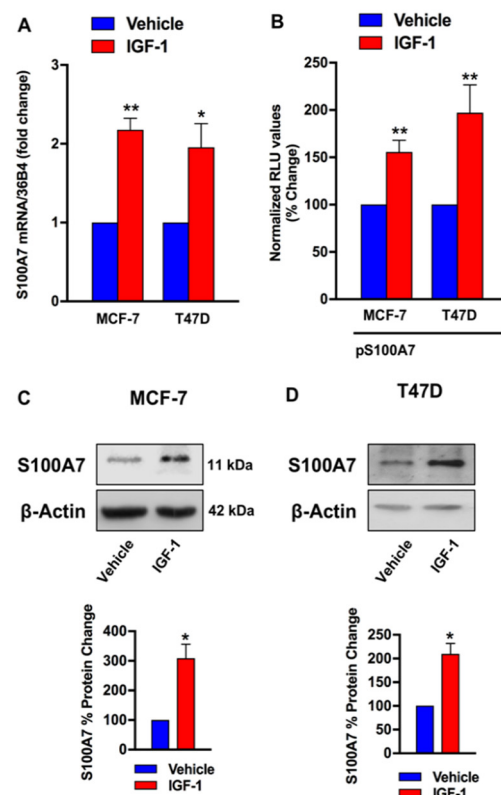 A
Vehicle
IGF-1
S100A7 mRNA/36B4 (fold change)
3
2
1
0
**
*
MCF-7
T47D
B
Vehicle
IGF-1
Normalized RLU values
(% Change)
250
200
150
100
50
0
**
**
MCF-7
T47D
pS100A7
C
MCF-7
S100A7
11 kDa
β-Actin
42 kDa
Vehicle
IGF-1
S100A7 % Protein Change
400
300
200
100
0
*
Vehicle
IGF-1
D
T47D
S100A7
β-Actin
Vehicle
IGF-1
S100A7 % Protein Change
250
200
150
100
50
0
*
Vehicle
IGF-1